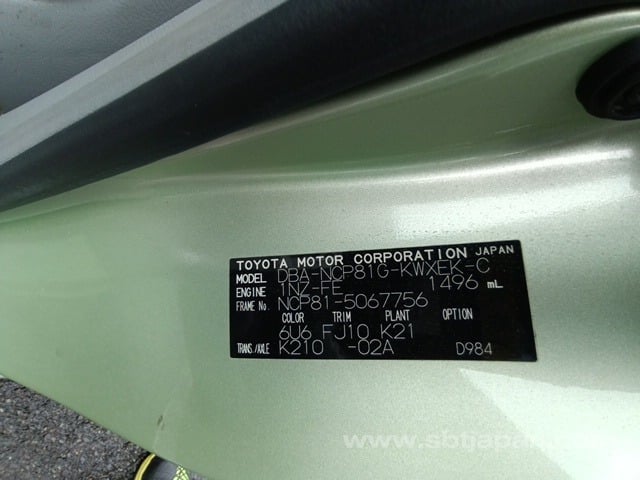 TOYOTA MOTOR CORPORATION JAPAN
MODEL DBA-NCP81G-KWXEK-C
ENGINE 1NZ-FE 1496 mL
FRAME No. NCP81-5067756
COLOR TRIM PLANT OPTION
6U6 FJ10 K21
TRANS./AXLE K210 -02A D984
www.sbtjapan